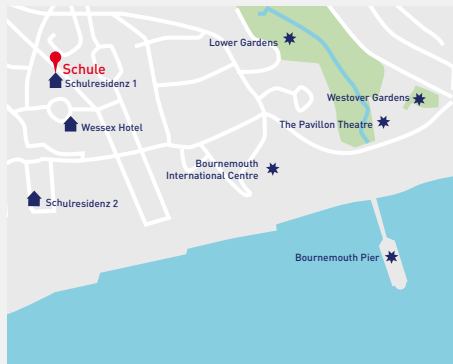 Lower Gardens
Schule
Schulresidenz 1
Westover Gardens
Wessex Hotel
The Pavillon Theatre
Bournemouth
International Centre
Schulresidenz 2
Bournemouth Pier